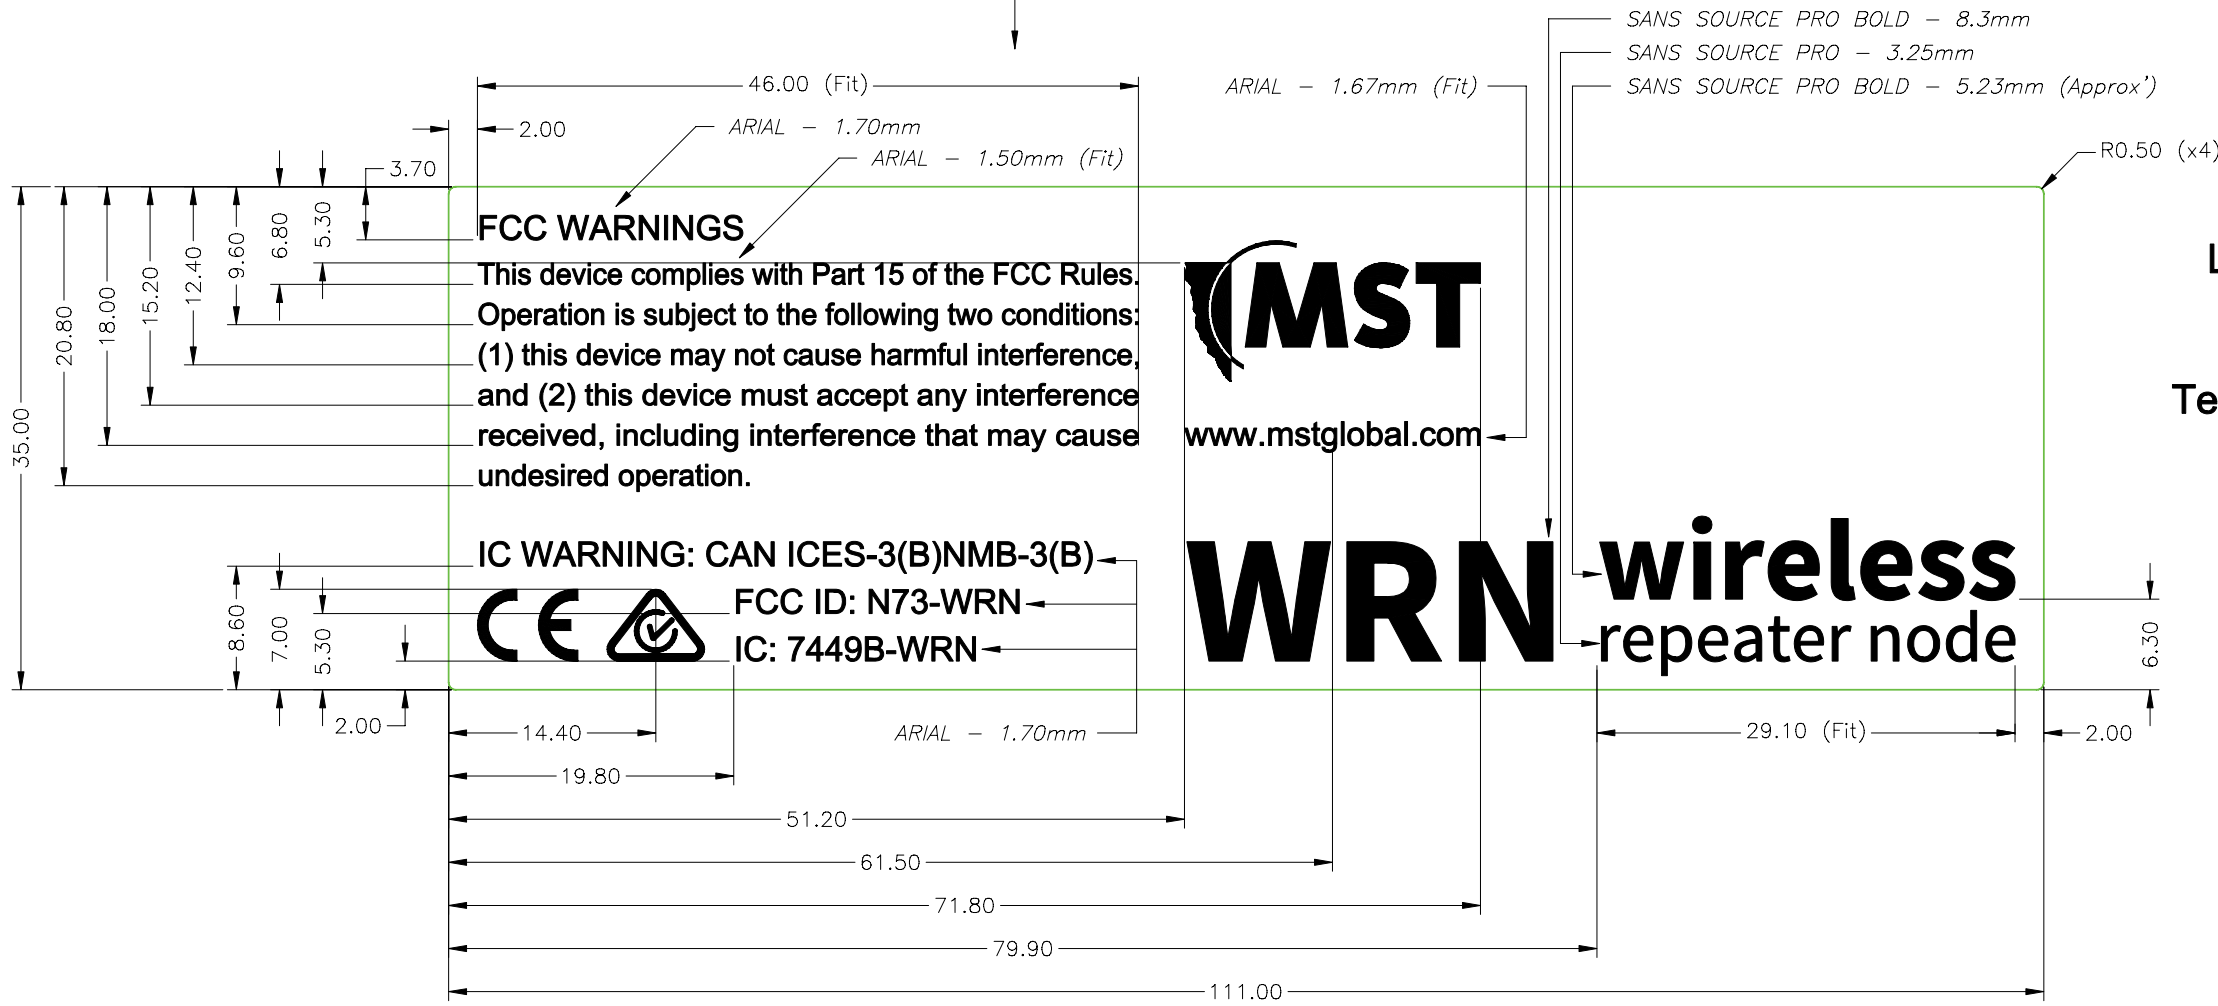 SANS SOURCE PRO BOLD - 8.3mm
SANS SOURCE PRO - 3.25mm
46.00 (Fit)
ARIAL - 1.67mm (Fit)
SANS SOURCE PRO BOLD - 5.23mm (Approx')
2.00
ARIAL - 1.70mm
ARIAL - 1.50mm (Fit)
R0.50 (x4)
3.70
35.00
20.80
18.00
15.20
12.40
9.60
6.80
5.30
FCC WARNINGS
This device complies with Part 15 of the FCC Rules.
Operation is subject to the following two conditions:
(1) this device may not cause harmful interference,
and (2) this device must accept any interference
received, including interference that may cause
undesired operation.
MST
www.mstglobal.com
Te
IC WARNING: CAN ICES-3(B)NMB-3(B)
CE
FCC ID: N73-WRN
IC: 7449B-WRN
WRN
wireless
repeater node
8.60
7.00
5.30
2.00
6.30
14.40
ARIAL - 1.70mm
29.10 (Fit)
2.00
19.80
51.20
61.50
71.80
79.90
111.00